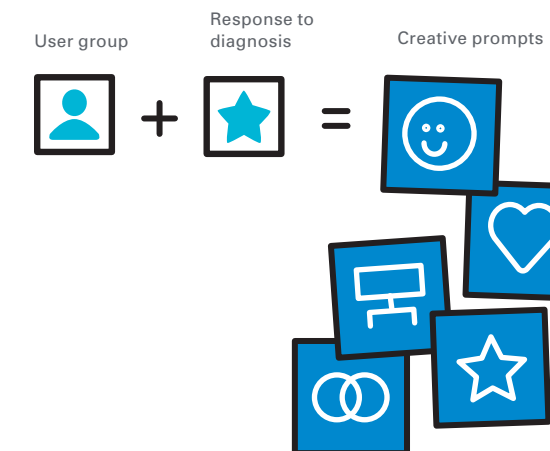 User group
Response to
diagnosis
Creative prompts
+
=